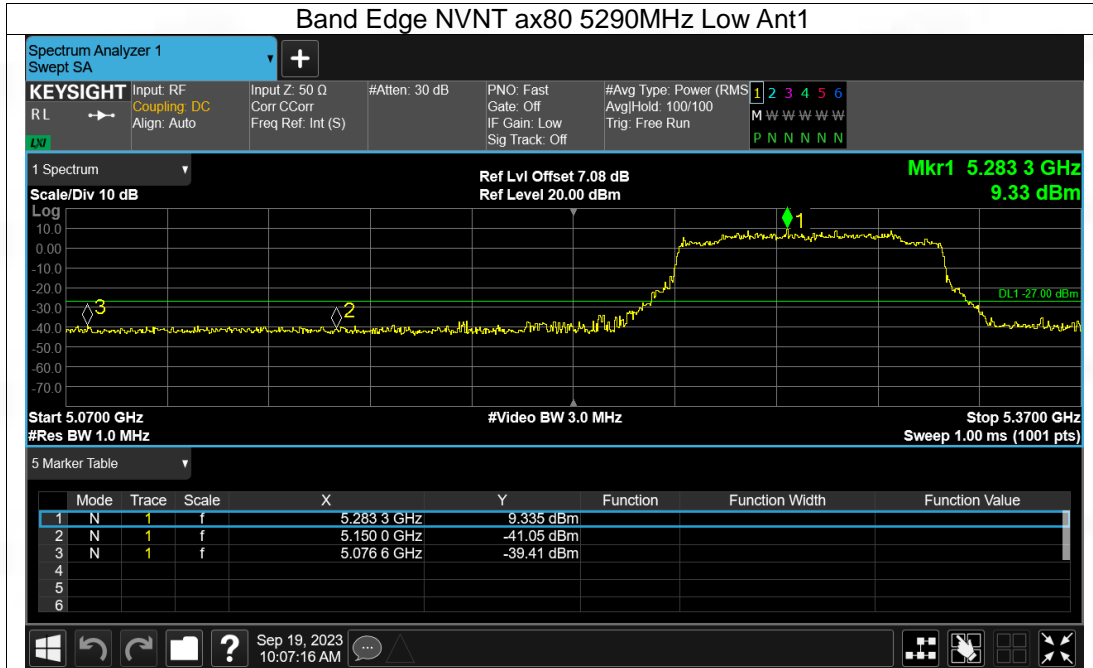 Band Edge NVNT ax80 5290MHz Low Ant1
Spectrum Analyzer 1
Swept SA
+
KEYSIGHT
RL
LXI
Input: RF
Coupling: DC
Align: Auto
Input Z: 50 Ω
Corr CCorr
Freq Ref: Int (S)
#Atten: 30 dB
PNO: Fast
Gate: Off
IF Gain: Low
Sig Track: Off
#Avg Type: Power (RMS
Avg|Hold: 100/100
Trig: Free Run
1 2 3 4 5 6
M W W W W W
P N N N N N
1 Spectrum
Scale/Div 10 dB
Ref Lvl Offset 7.08 dB
Ref Level 20.00 dBm
Mkr1 5.283 3 GHz
9.33 dBm
Log
10.0
0.00
-10.0
-20.0
-30.0
-40.0
-50.0
-60.0
-70.0
1
2
3
DL1 -27.00 dBm
Start 5.0700 GHz
#Res BW 1.0 MHz
#Video BW 3.0 MHz
Stop 5.3700 GHz
Sweep 1.00 ms (1001 pts)
5 Marker Table
Mode Trace Scale X Y Function Function Width Function Value
1 N 1 f 5.283 3 GHz 9.335 dBm
2 N 1 f 5.150 0 GHz -41.05 dBm
3 N 1 f 5.076 6 GHz -39.41 dBm
4
5
6
?
Sep 19, 2023
10:07:16 AM